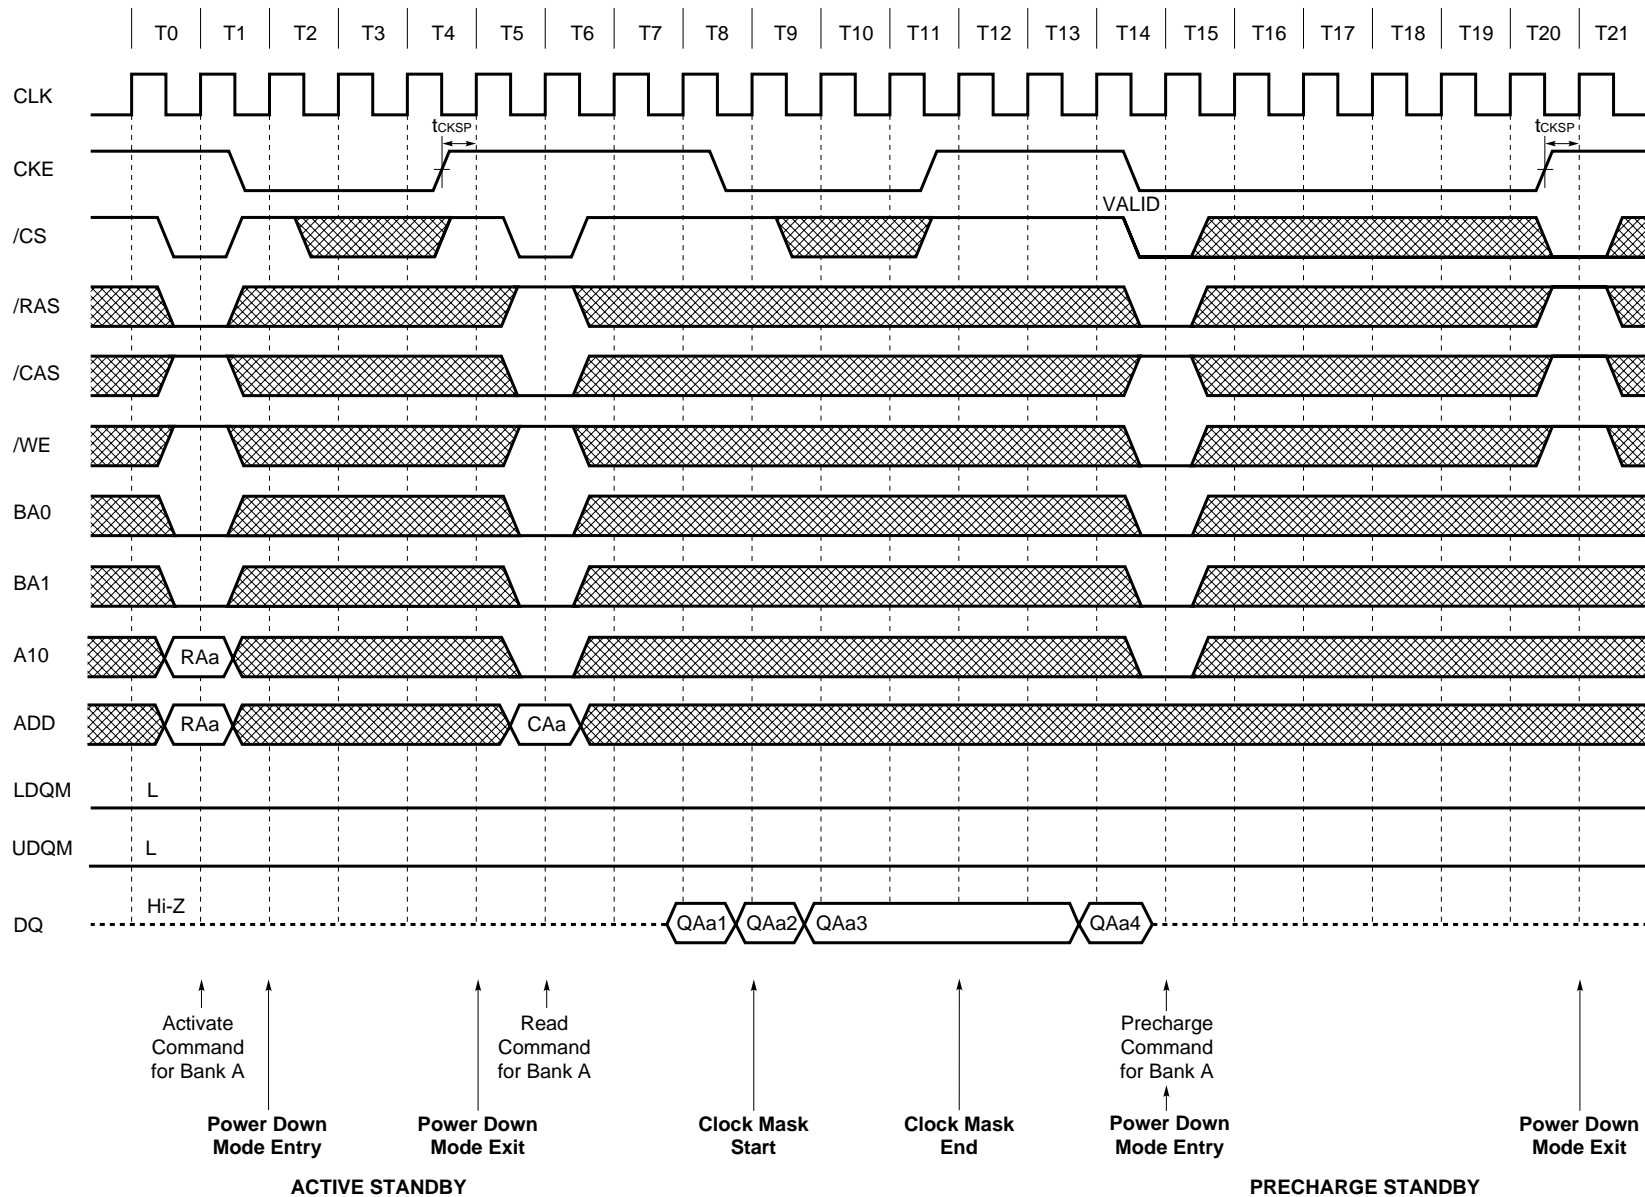 T0 T1 T2 T3 T4 T5 T6 T7 T8 T9 T10 T11 T12 T13 T14 T15 T16 T17 T18 T19 T20 T21
CLK
tCKSP tCKSP
CKE
VALID
/CS
/RAS
/CAS
/WE
BA0
BA1
A10 RAa
ADD RAa CAa
LDQM L
UDQM L
Hi-Z
DQ QAa1 QAa2 QAa3 QAa4
Activate
Command
for Bank A
Read
Command
for Bank A
Precharge
Command
for Bank A
Power Down
Mode Entry
Power Down
Mode Exit
Clock Mask
Start
Clock Mask
End
Power Down
Mode Entry
Power Down
Mode Exit
ACTIVE STANDBY
PRECHARGE STANDBY